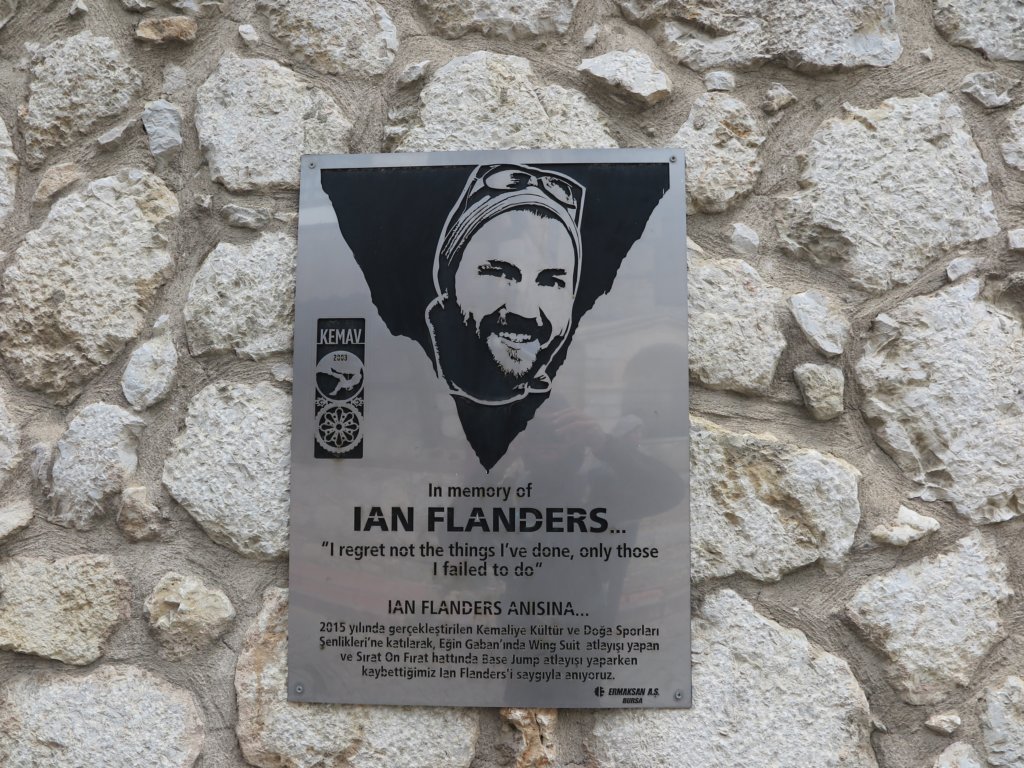 KEMAV
2003
In memory of
IAN FLANDERS...
“I regret not the things I've done, only those
I failed to do”
IAN FLANDERS ANISINA...
2015 yılında gerçekleştirilen Kemaliye Kültür ve Doğa Sporları
Şenlikleri'ne katılarak, Eğin Gaban'ında Wing Suit atlayışı yapan
ve Sırat On Fırat hattında Base Jump atlayışı yaparken
kaybettiğimiz Ian Flanders'i saygıyla anıyoruz.
ERMAKSAN A.Ş.
BURSA